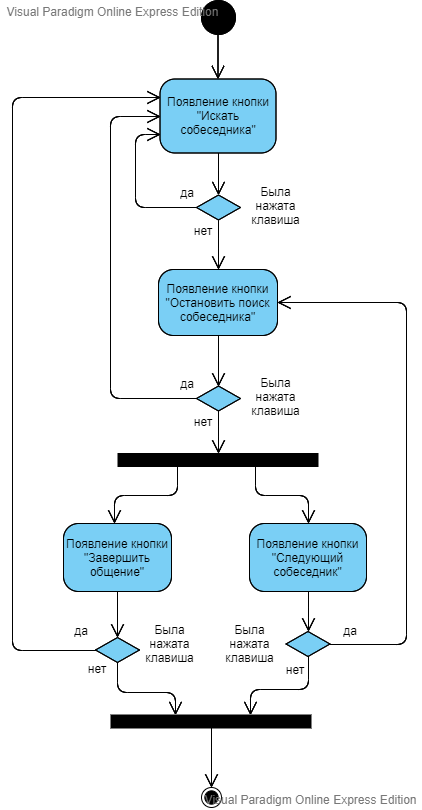 Visual Paradigm Online Express Edition
Появление кнопки
"Искать
собеседника"
да
Была
нажата
клавиша
нет
Появление кнопки
"Остановить поиск
собеседника"
да
Была
нажата
клавиша
нет
Появление кнопки
"Завершить
общение"
Появление кнопки
"Следующий
собеседник"
да
Была
нажата
клавиша
нет
Была
нажата
клавиша
да
нет
Visual Paradigm Online Express Edition